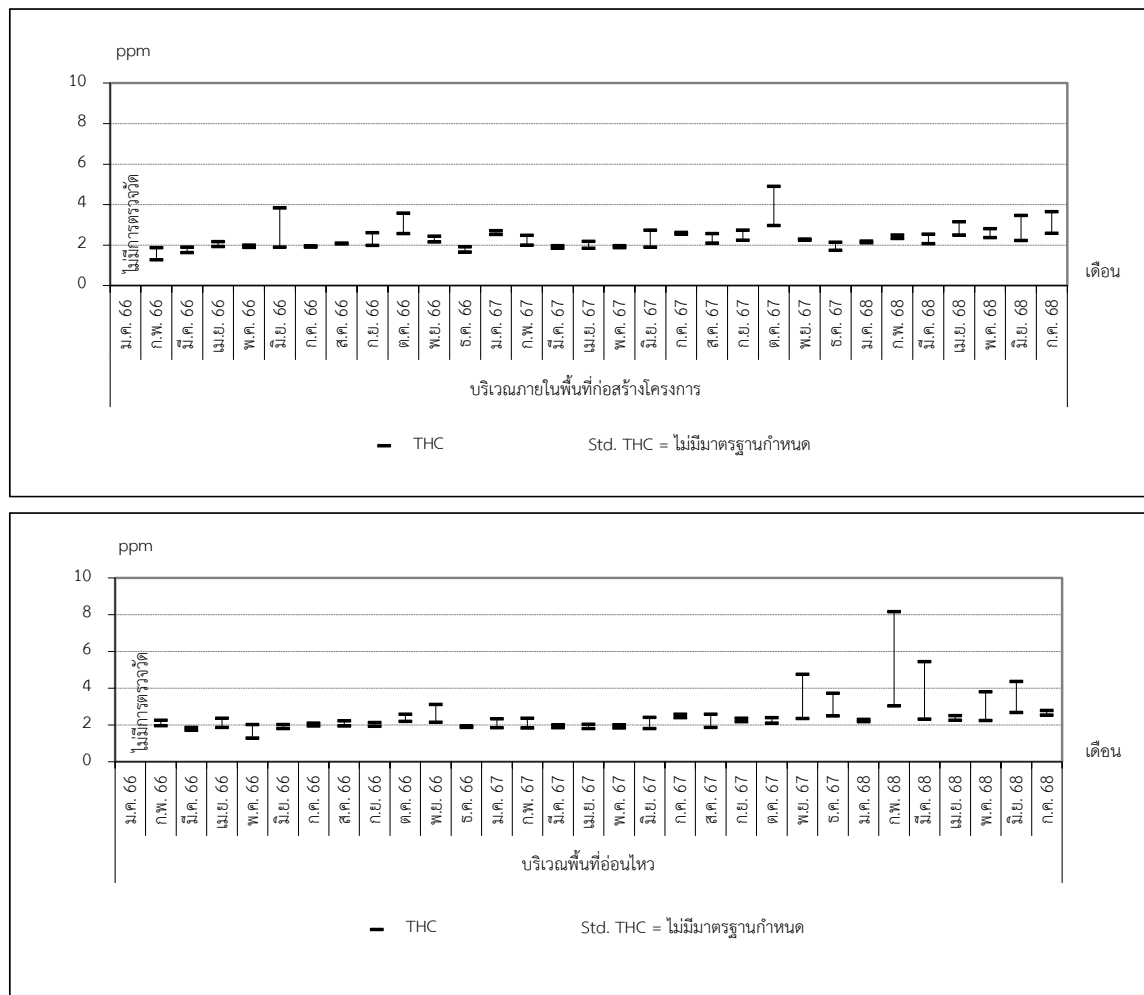 ppm
10
8
6
4
2
0
ไม่มีการตรวจวัด
เดือน
ม.ค. 66 ก.พ. 66 มี.ค. 66 เม.ย. 66 พ.ค. 66 มิ.ย. 66 ก.ค. 66 ส.ค. 66 ก.ย. 66 ต.ค. 66 พ.ย. 66 ธ.ค. 66 ม.ค. 67 ก.พ. 67 มี.ค. 67 เม.ย. 67 พ.ค. 67 มิ.ย. 67 ก.ค. 67 ส.ค. 67 ก.ย. 67 ต.ค. 67 พ.ย. 67 ธ.ค. 67 ม.ค. 68 ก.พ. 68 มี.ค. 68 เม.ย. 68 พ.ค. 68 มิ.ย. 68 ก.ค. 68
บริเวณภายในพื้นที่ก่อสร้างโครงการ
THC Std. THC = ไม่มีมาตรฐานกำหนด
ppm
10
8
6
4
2
0
ไม่มีการตรวจวัด
เดือน
ม.ค. 66 ก.พ. 66 มี.ค. 66 เม.ย. 66 พ.ค. 66 มิ.ย. 66 ก.ค. 66 ส.ค. 66 ก.ย. 66 ต.ค. 66 พ.ย. 66 ธ.ค. 66 ม.ค. 67 ก.พ. 67 มี.ค. 67 เม.ย. 67 พ.ค. 67 มิ.ย. 67 ก.ค. 67 ส.ค. 67 ก.ย. 67 ต.ค. 67 พ.ย. 67 ธ.ค. 67 ม.ค. 68 ก.พ. 68 มี.ค. 68 เม.ย. 68 พ.ค. 68 มิ.ย. 68 ก.ค. 68
บริเวณพื้นที่อ่อนไหว
THC Std. THC = ไม่มีมาตรฐานกำหนด